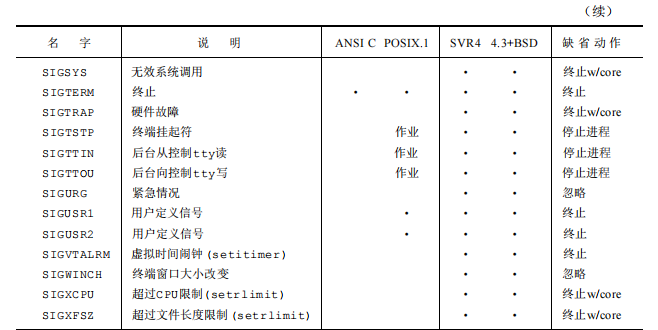 （续）
名 字 说 明 ANSI C POSIX.1 SVR4 4.3+BSD 缺省动作
SIGSYS 无效系统调用 • • 终止w/core
SIGTERM 终止 • • • • 终止
SIGTRAP 硬件故障 • • 终止w/core
SIGTSTP 终端挂起符 作业 • • 停止进程
SIGTTIN 后台从控制tty读 作业 • • 停止进程
SIGTTOU 后台向控制tty写 作业 • • 停止进程
SIGURG 紧急情况 • • 忽略
SIGUSR1 用户定义信号 • • • 终止
SIGUSR2 用户定义信号 • • • 终止
SIGVTALRM 虚拟时间闹钟(setitimer) • • 终止
SIGWINCH 终端窗口大小改变 • • 忽略
SIGXCPU 超过CPU限制(setrlimit) • • 终止w/core
SIGXFSZ 超过文件长度限制(setrlimit) • • 终止w/core